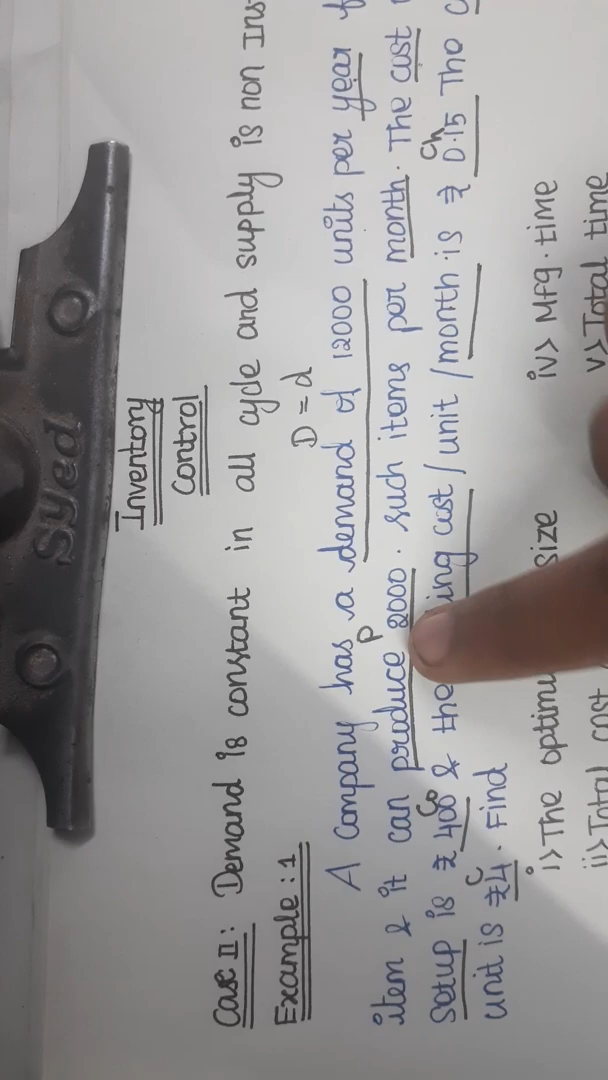 Syed
Inventory
Control
Case II: Demand is constant in all cycle and supply is non Ins
D = d
Example: 1
A Company has a demand of 12000 units per year
P
item & it can produce 2000. such items per month. The cost
Co Ch
Setup is ₹ 400 & the ing cost / unit / month is ₹ 0.15 The
C
unit is ₹4. Find
i> The optimu size iv> Mfg. time
ii> Total cost v> Total time